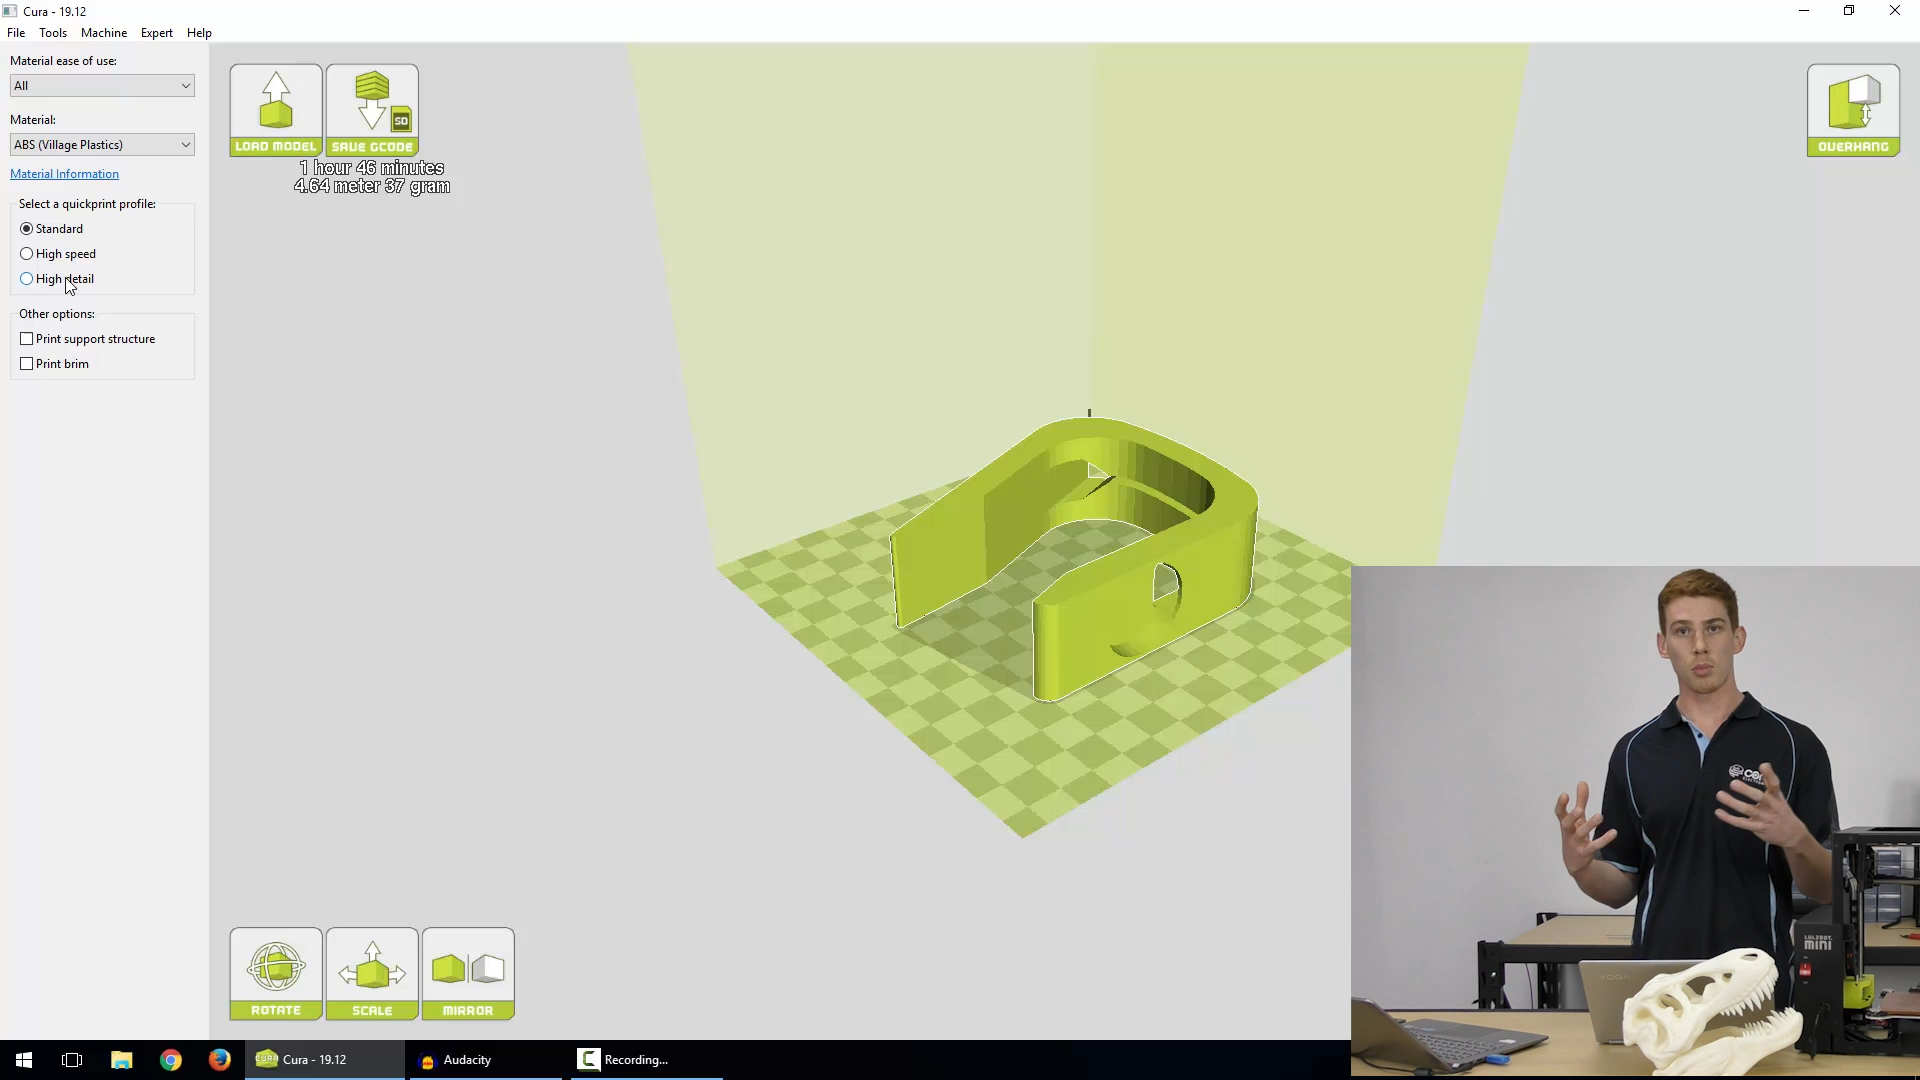 Cura - 19.12
File Tools Machine Expert Help
Material ease of use:
All
Material:
ABS (Village Plastics)
Material Information
Select a quickprint profile:
Standard
High speed
High detail
Other options:
Print support structure
Print brim
LOAD MODEL
SD
SAVE GCODE
1 hour 46 minutes
4.64 meter 37 gram
OVERHANG
ROTATE
SCALE
MIRROR
LULZBOT
MINI
YOGA
CURA
Cura - 19.12
Audacity
Recording...